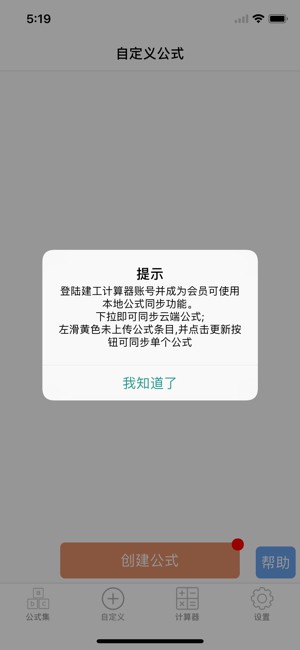 5:19
自定义公式
提示
登陆建工计算器账号并成为会员可使用
本地公式同步功能。
下拉即可同步云端公式;
左滑黄色未上传公式条目,并点击更新按
钮可同步单个公式
我知道了
创建公式
帮助
公式集
自定义
计算器
设置